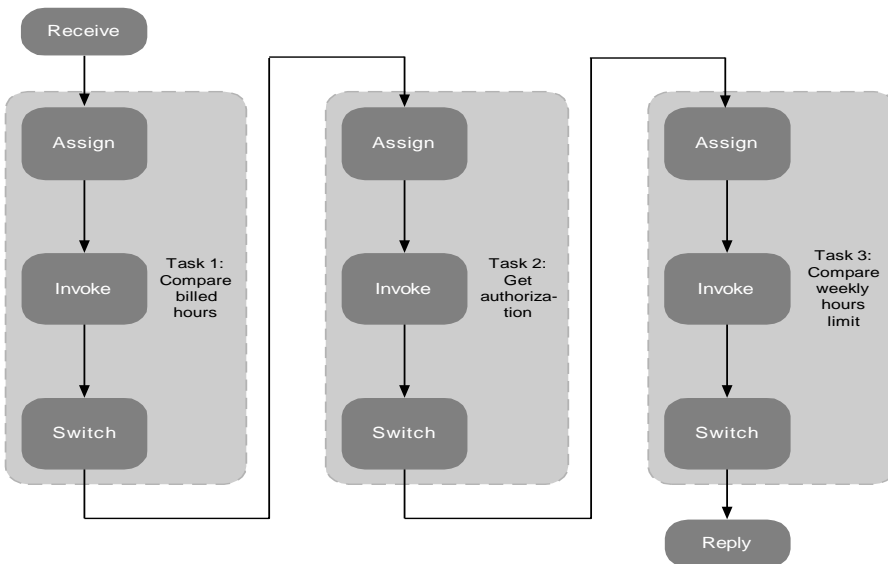 Receive
Assign
Invoke
Switch
Task 1:
Compare
billed
hours
Assign
Invoke
Switch
Task 2:
Get
authoriza-
tion
Assign
Invoke
Switch
Task 3:
Compare
weekly
hours
limit
Reply